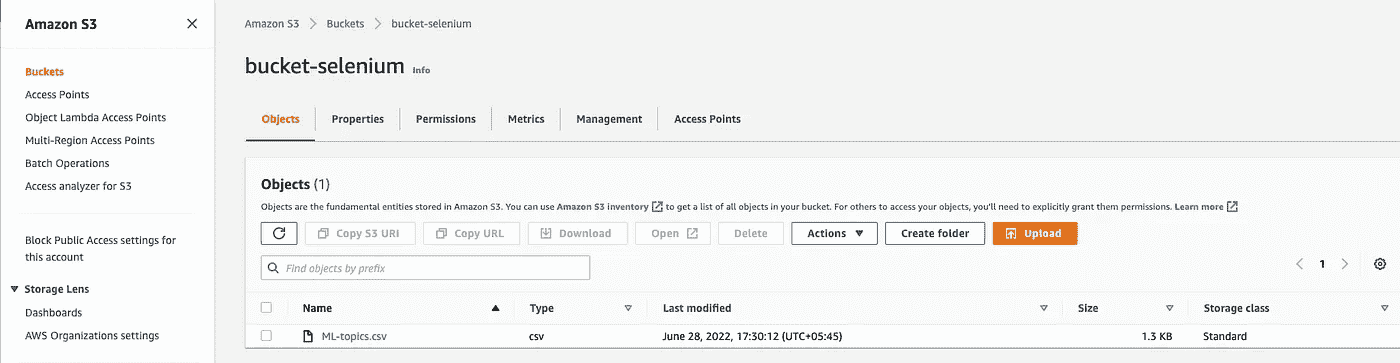 Amazon S3
Buckets
Access Points
Object Lambda Access Points
Multi-Region Access Points
Batch Operations
Access analyzer for S3
Block Public Access settings for
this account
Storage Lens
Dashboards
AWS Organizations settings
Amazon S3 Buckets bucket-selenium
bucket-selenium Info
Objects Properties Permissions Metrics Management Access Points
Objects (1)
Objects are the fundamental entities stored in Amazon S3. You can use Amazon S3 inventory to get a list of all objects in your bucket. For others to access your objects, you'll need to explicitly grant them permissions. Learn more
Copy S3 URI Copy URL Download Open Delete Actions Create folder Upload
Find objects by prefix
1
Name Type Last modified Size Storage class
ML-topics.csv csv June 28, 2022, 17:30:12 (UTC+05:45) 1.3 KB Standard